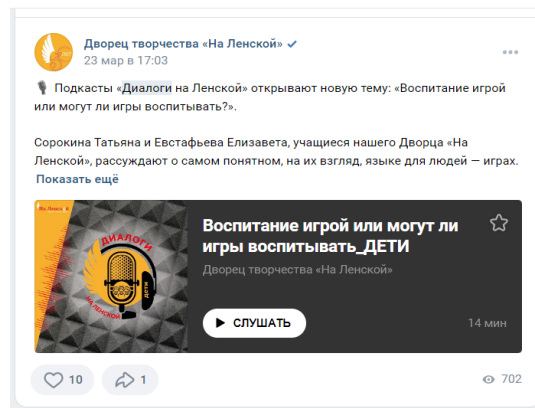 Дворец творчества «На Ленской»
23 мар в 17:03
Подкасты «Диалоги на Ленской» открывают новую тему: «Воспитание игрой
или могут ли игры воспитывать?».
Сорокина Татьяна и Евстафьева Елизавета, учащиеся нашего Дворца «На
Ленской», рассуждают о самом понятном, на их взгляд, языке для людей — играх.
Показать ещё
На Ленской
ДИАЛОГИ
НА ЛЕНСКОЙ
ДЕТИ
Воспитание игрой или могут ли
игры воспитывать_ДЕТИ
Дворец творчества «На Ленской»
СЛУШАТЬ
14 мин
10
1
702